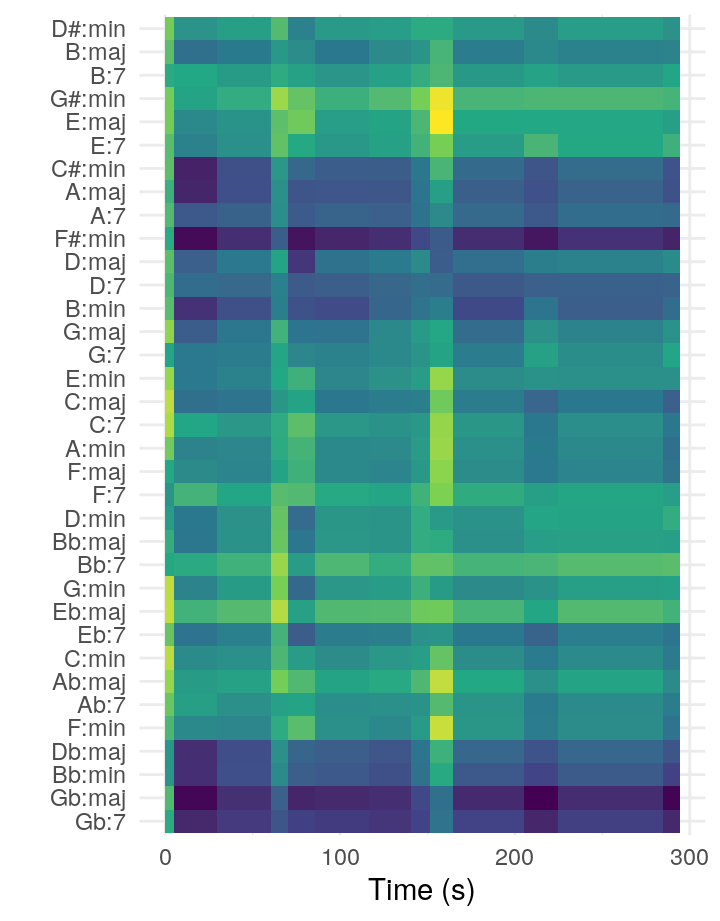 D#:min
B:maj
B:7
G#:min
E:maj
E:7
C#:min
A:maj
A:7
F#:min
D:maj
D:7
B:min
G:maj
G:7
E:min
C:maj
C:7
A:min
F:maj
F:7
D:min
Bb:maj
Bb:7
G:min
Eb:maj
Eb:7
C:min
Ab:maj
Ab:7
F:min
Db:maj
Bb:min
Gb:maj
Gb:7
0 100 200 300
Time (s)